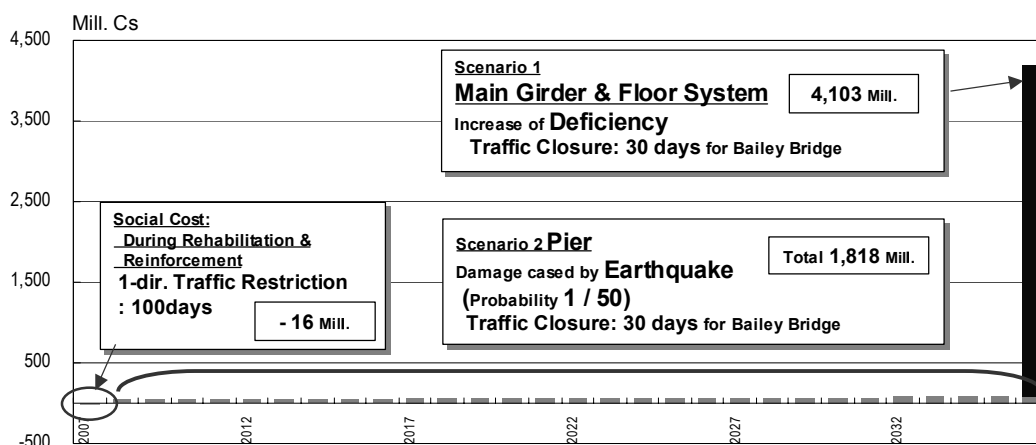 Mill. Cs
4,500
3,500
2,500
1,500
500
-500
Scenario 1
Main Girder & Floor System
Increase of Deficiency
Traffic Closure: 30 days for Bailey Bridge
4,103 Mill.
Social Cost:
During Rehabilitation &
Reinforcement
1-dir. Traffic Restriction
: 100days
- 16 Mill.
Scenario 2 Pier
Damage cased by Earthquake
(Probability 1 / 50)
Traffic Closure: 30 days for Bailey Bridge
Total 1,818 Mill.
2007
2012
2017
2022
2027
2032